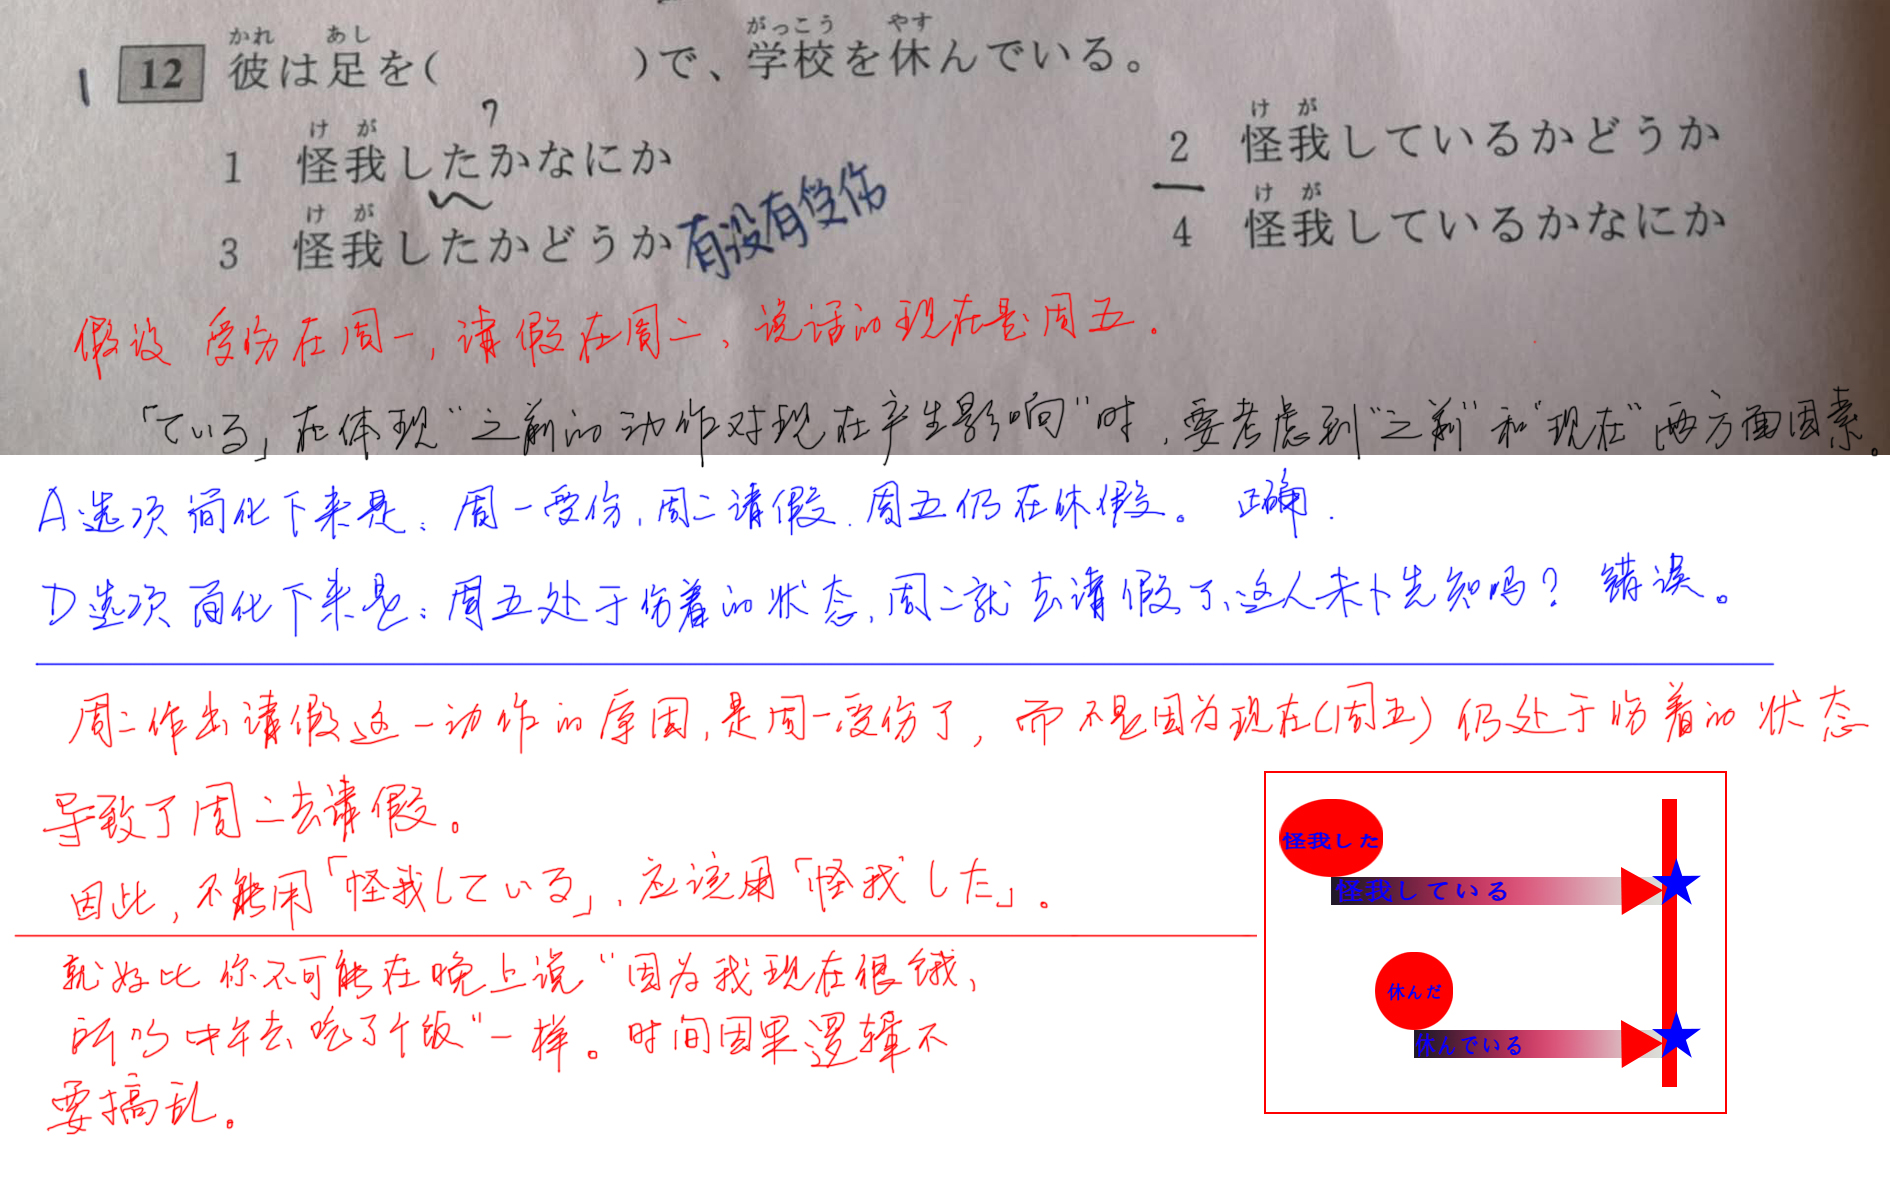 かれ あし がっこう やす
1 12 彼は足を( )で、学校を休んでいる。
け が ?
1 怪我したかなにか
け が
2 怪我しているかどうか
け が
3 怪我したかどうか 有没有受伤
け が
4 怪我しているかなにか
假设 受伤在周一,请假在周二、说话的现在是周五.
「ている」在体现“之前的动作对现在产生影响”时,要考虑到“之前”和“现在”两方面因素。
A选项简化下来是:周一受伤,周二请假.周五仍在休假。 正确.
D选项简化下来是:周五处于伤着的状态,周二就去请假了,这人未卜先知吗? 错误。
周二作出请假这一动作的原因,是周一受伤了,而不是因为现在(周五)仍处于伤着的状态
导致了周二去请假。
因此,不能用「怪我している」,应该用「怪我した」。
就好比你不可能在晚上说“因为我现在很饿,
所以中午去吃了个饭”一样。时间因果逻辑不
要搞乱。
怪我した
怪我している
休んだ
休んでいる